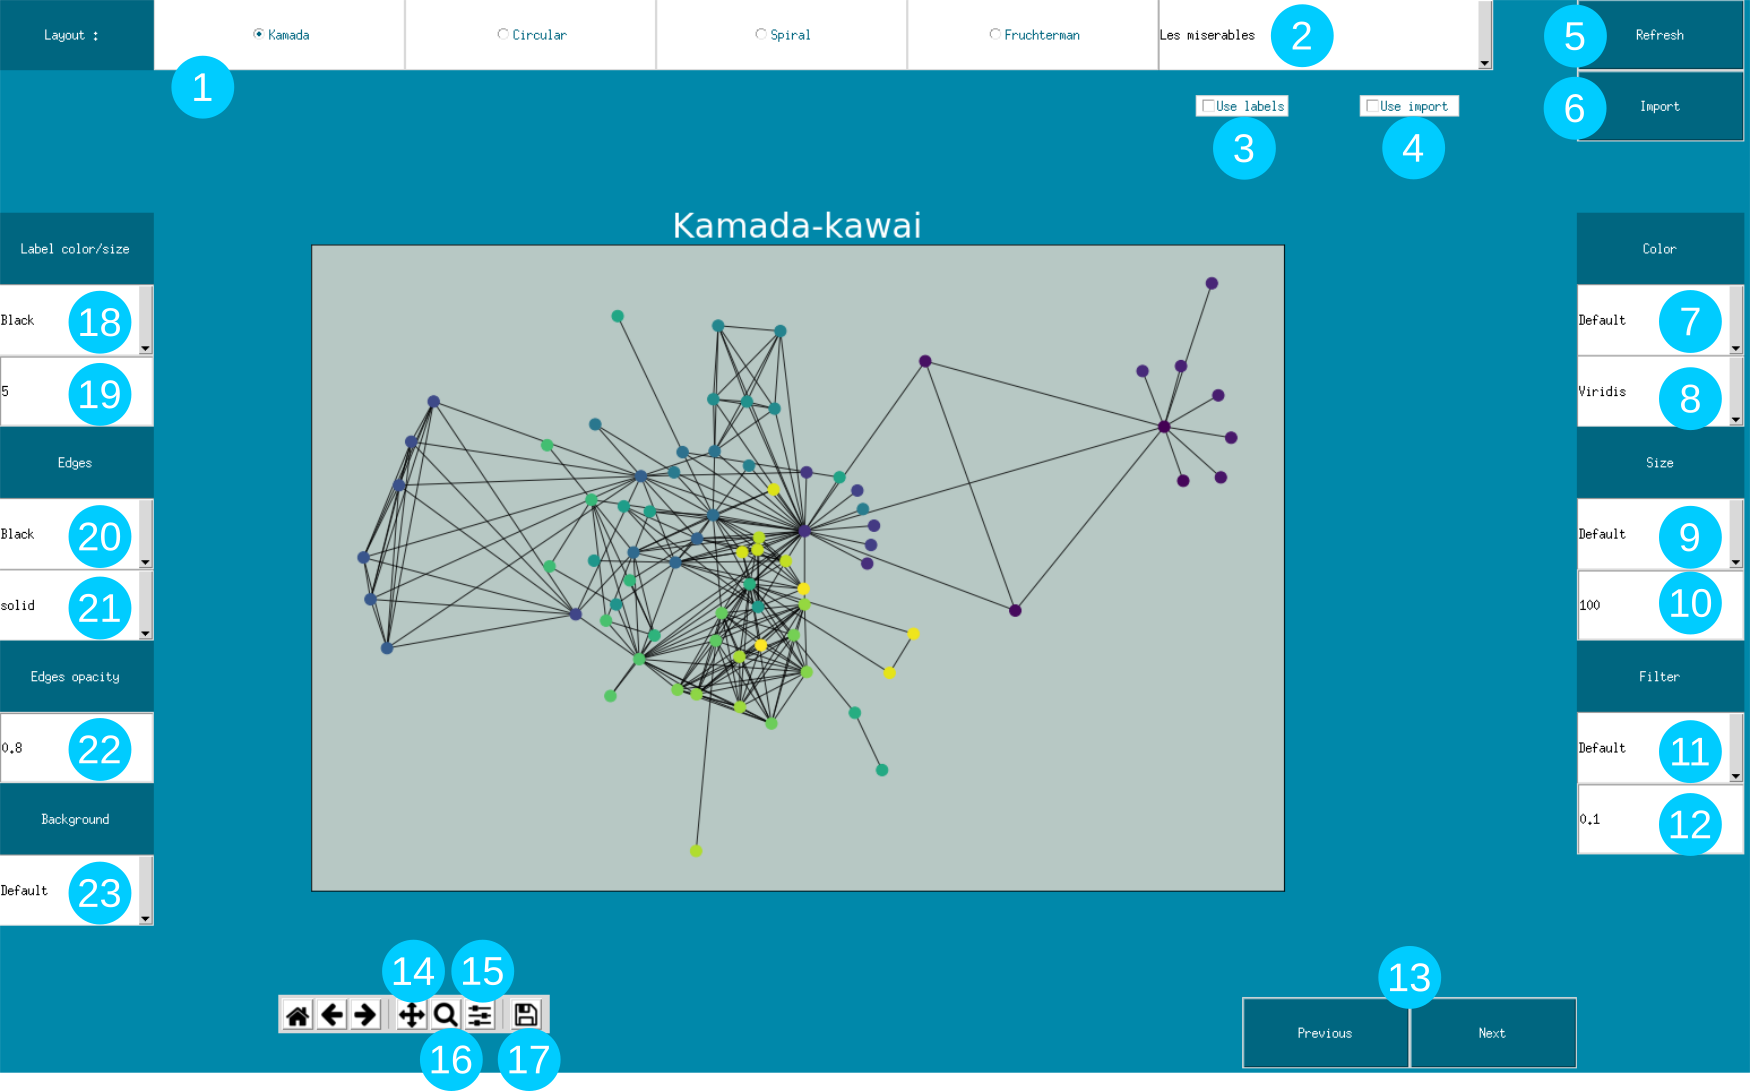 Layout :
Kamada
Circular
Spiral
Fruchterman
Les miserables
2
5
Refresh
1
Use labels
Use import
6
Import
3
4
Kamada-kawai
Label color/size
Color
Black
18
Default
7
5
19
Viridis
8
Edges
Size
Black
20
Default
9
solid
21
100
10
Edges opacity
Filter
0.8
22
Default
11
Background
0.1
12
Default
23
14
15
13
Previous
Next
16
17